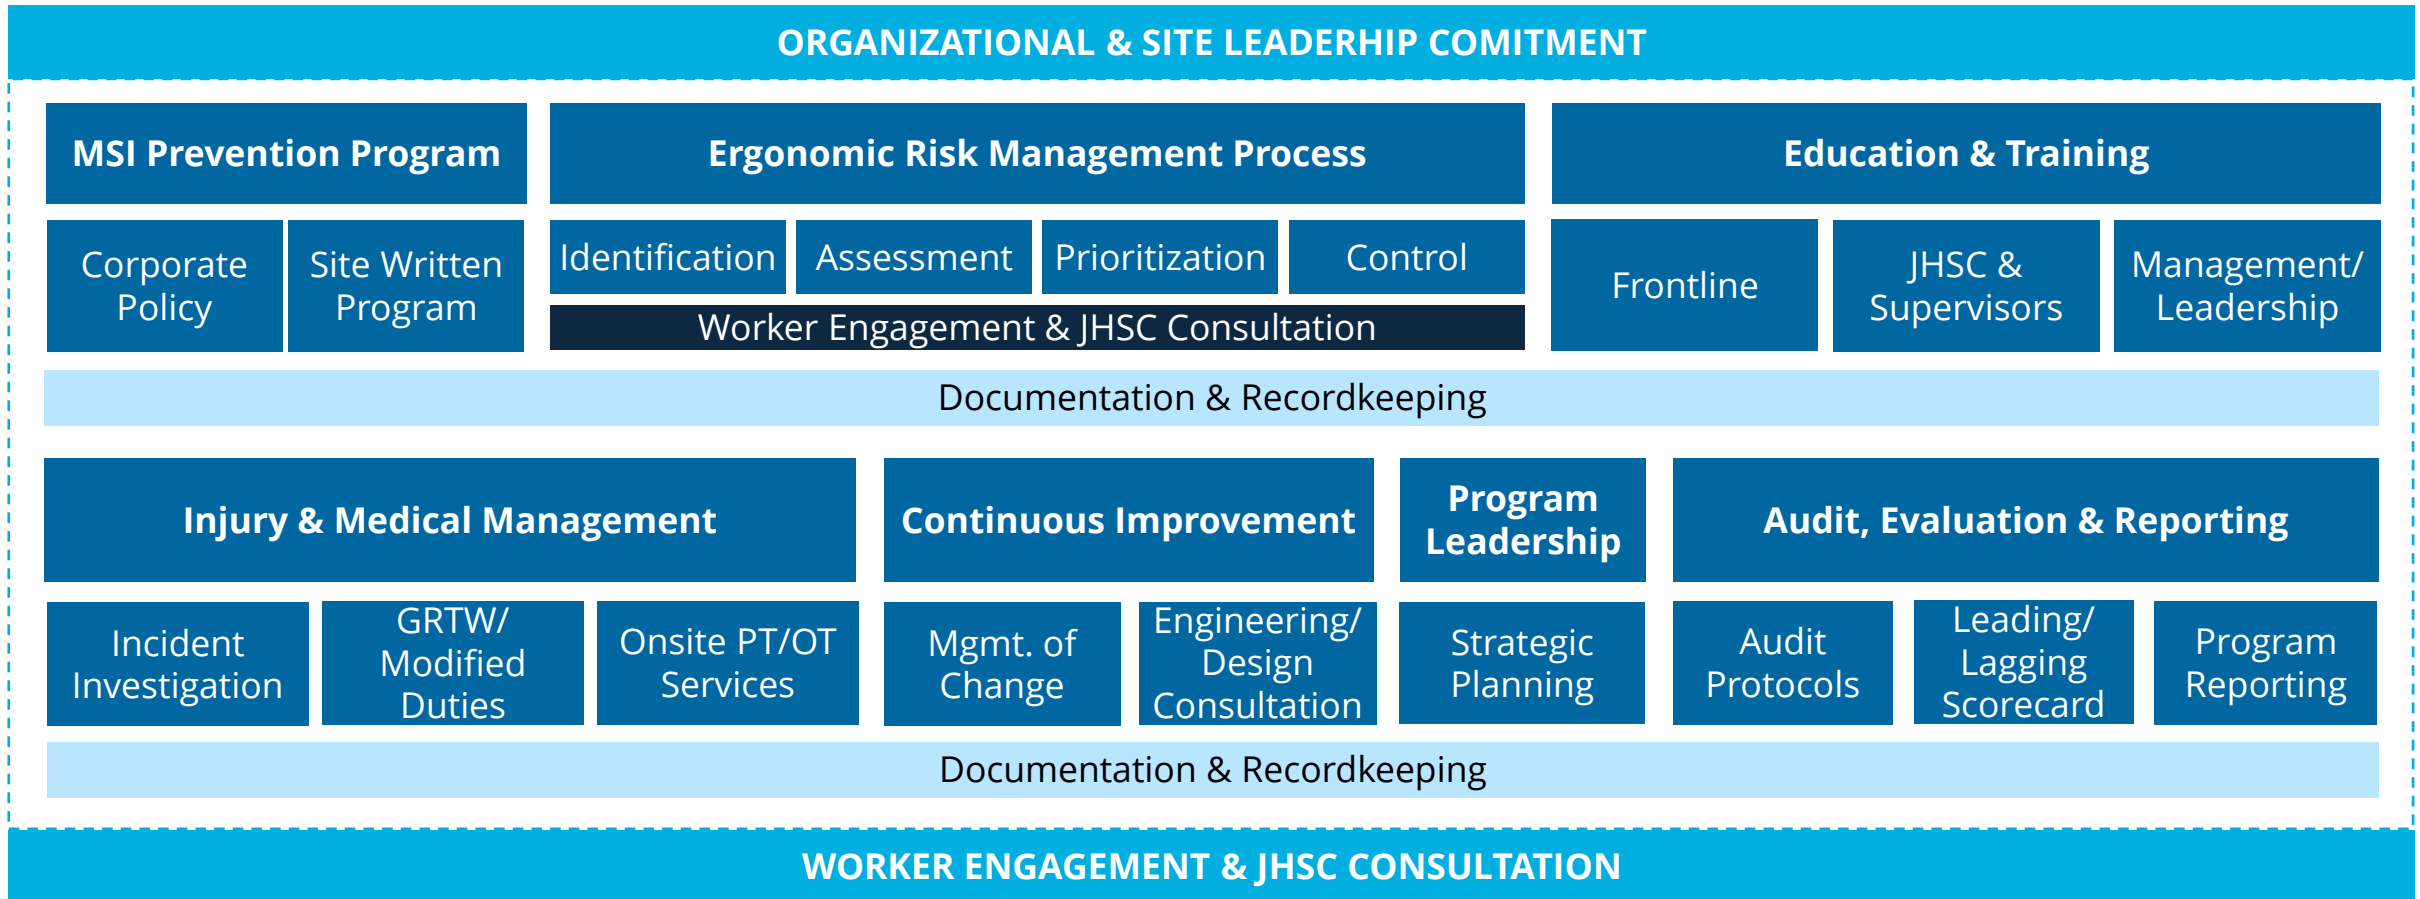 ORGANIZATIONAL & SITE LEADERHIP COMITMENT
MSI Prevention Program
Ergonomic Risk Management Process
Education & Training
Corporate
Policy
Site Written
Program
Identification
Assessment
Prioritization
Control
Worker Engagement & JHSC Consultation
Frontline
JHSC &
Supervisors
Management/
Leadership
Documentation & Recordkeeping
Injury & Medical Management
Continuous Improvement
Program
Leadership
Audit, Evaluation & Reporting
Incident
Investigation
GRTW/
Modified
Duties
Onsite PT/OT
Services
Mgmt. of
Change
Engineering/
Design
Consultation
Strategic
Planning
Audit
Protocols
Leading/
Lagging
Scorecard
Program
Reporting
Documentation & Recordkeeping
WORKER ENGAGEMENT & JHSC CONSULTATION